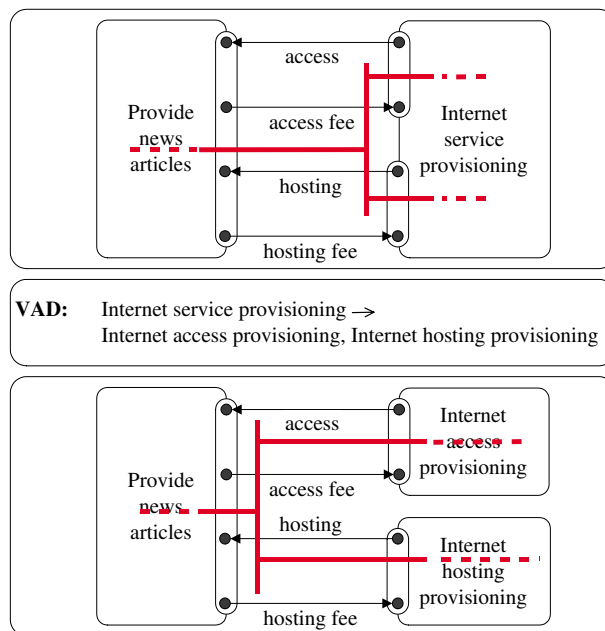 access
Provide
news
articles
access fee
Internet
service
provisioning
hosting
hosting fee
VAD: Internet service provisioning →
Internet access provisioning, Internet hosting provisioning
access
Internet
access
provisioning
Provide
news
articles
access fee
hosting
Internet
hosting
provisioning
hosting fee